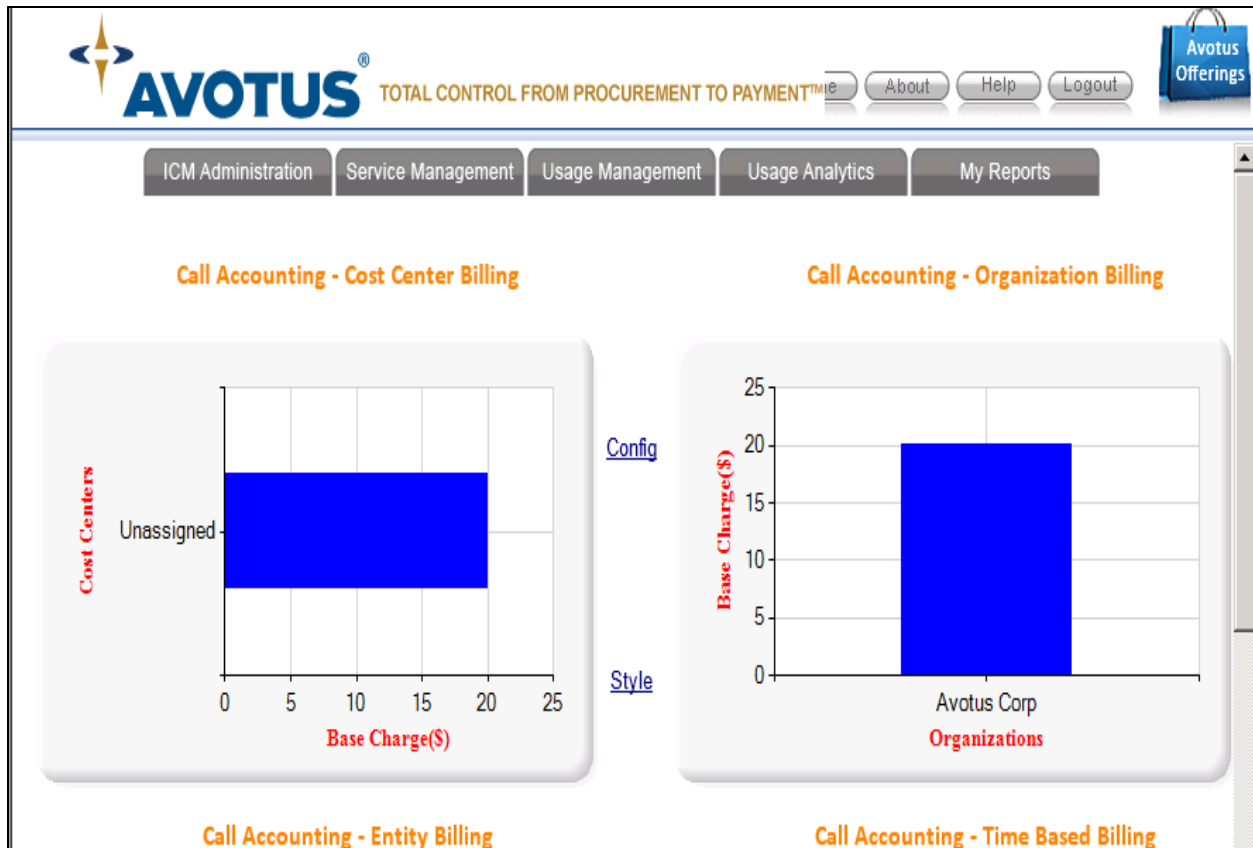 AVOTUS® TOTAL CONTROL FROM PROCUREMENT TO PAYMENT™
About Help Logout
Avotus
Offerings
ICM Administration Service Management Usage Management Usage Analytics My Reports
Call Accounting - Cost Center Billing
Cost Centers
Unassigned
0 5 10 15 20 25
Base Charge($)
Config
Style
Call Accounting - Organization Billing
Base Charge($)
25
20
15
10
5
0
Avotus Corp
Organizations
Call Accounting - Entity Billing
Call Accounting - Time Based Billing